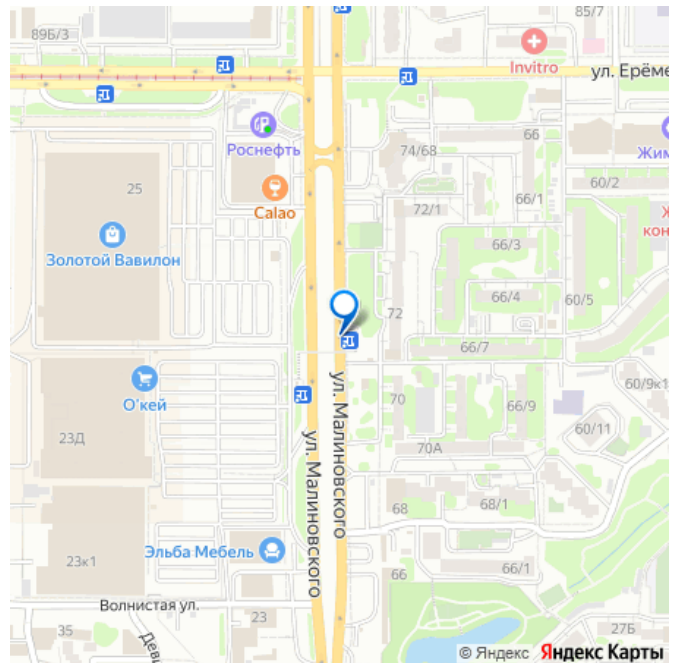 89Б/3
85/7
Invitro
ул. Ерёме
Роснефть
74/68
66
Жим
25
Calao
60/2
66/1
72/1
Ж
кон
66/3
Золотой Вавилон
66/4
60/5
72
66/7
О'кей
ул. Малиновского
ул. Малиновского
70
66/9
60/9к1
23Д
60/11
70А
68
68/1
Эльба Мебель
23к1
66
66/1
Волнистая ул.
23
35
Деви
27Б
© Яндекс Яндекс Карты